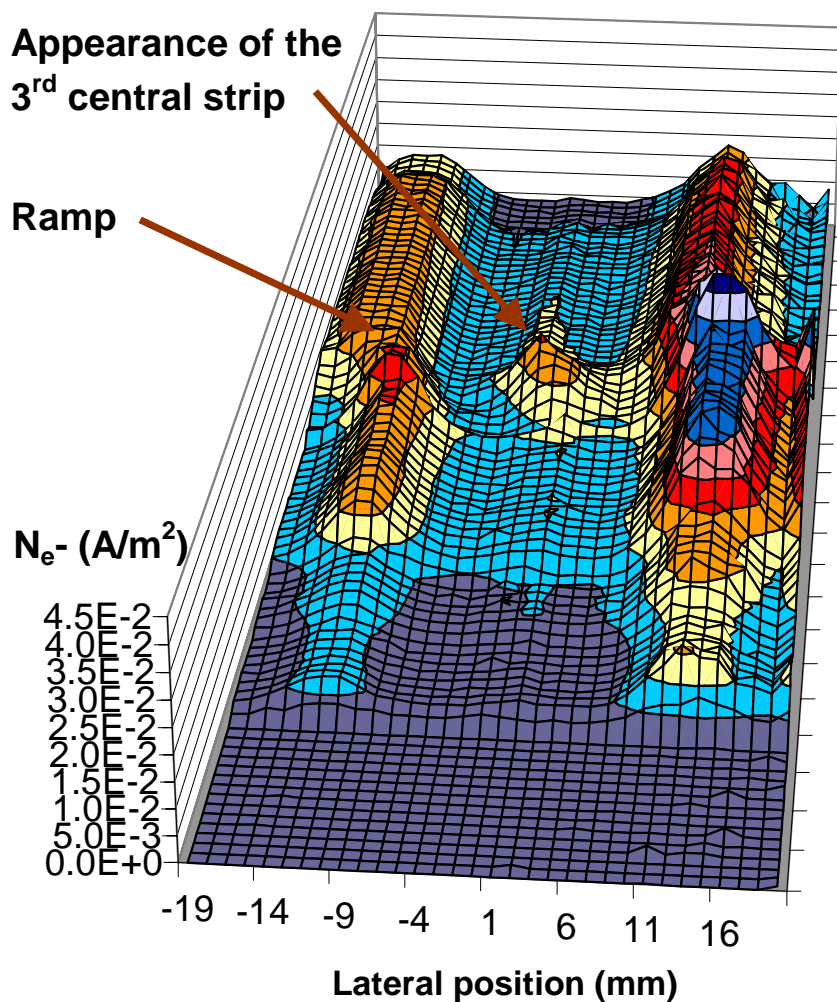 Appearance of the
3rd central strip
Ramp
Ne- (A/m2)
4.5E-2
4.0E-2
3.5E-2
3.0E-2
2.5E-2
2.0E-2
1.5E-2
1.0E-2
5.0E-3
0.0E+0
-19 -14 -9 -4 1 6 11 16
Lateral position (mm)